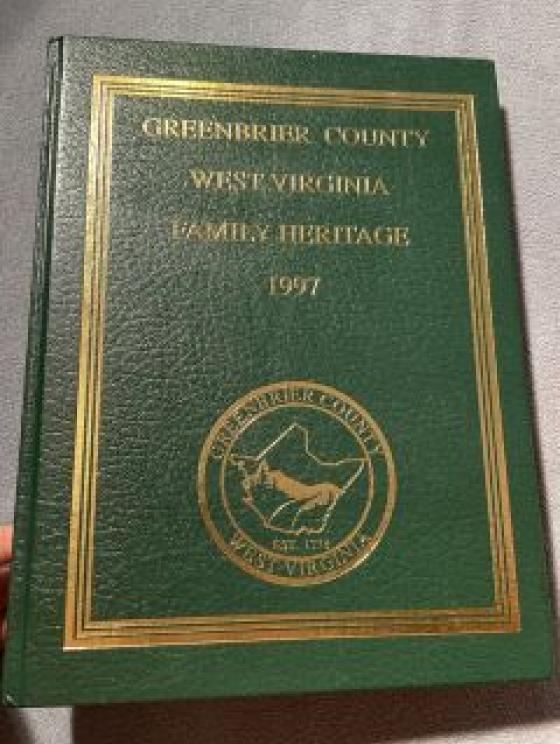 GREENBRIER COUNTY
WEST VIRGINIA
FAMILY HERITAGE
1997
GREENBRIER COUNTY
EST. 1778
WEST VIRGINIA